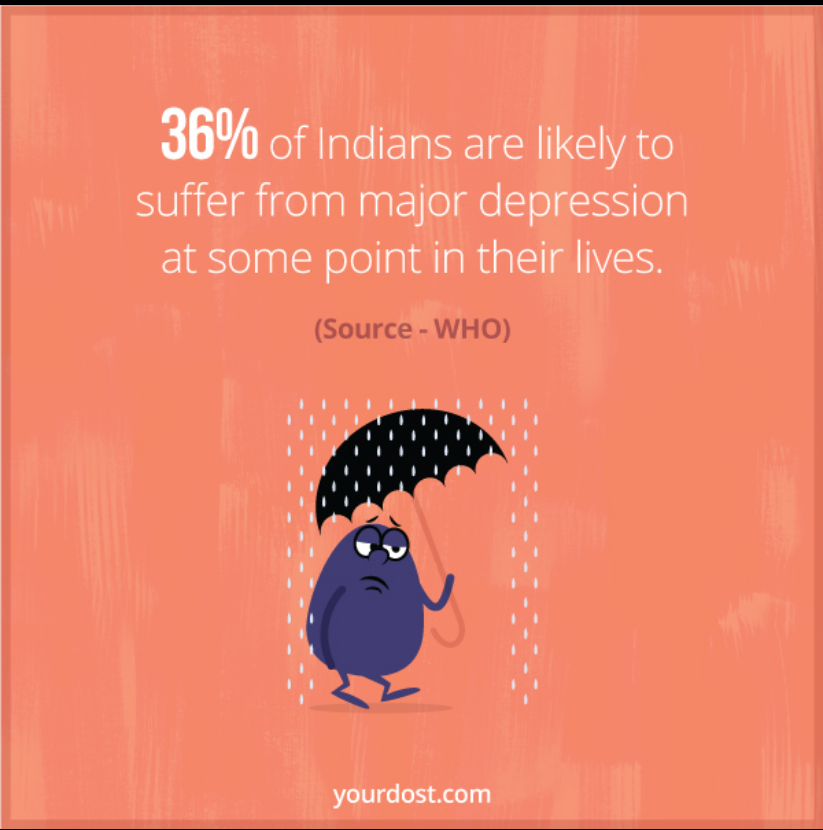 36% of Indians are likely to
suffer from major depression
at some point in their lives.
(Source - WHO)
yourdost.com